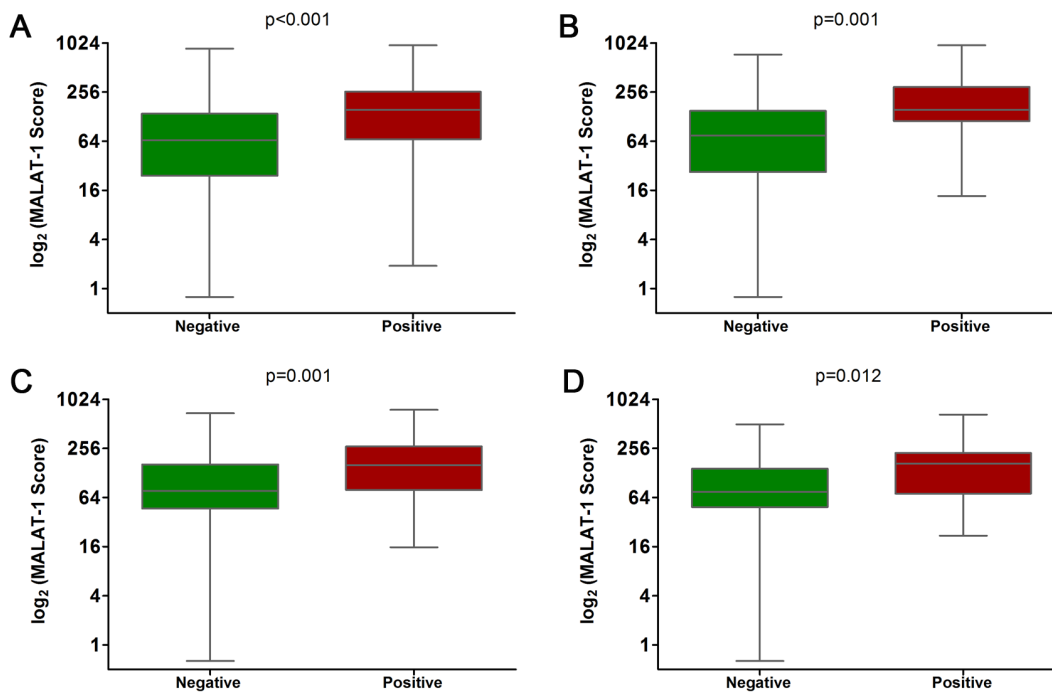 A
p<0.001
log₂ (MALAT-1 Score)
1024
256
64
16
4
1
Negative
Positive
B
p=0.001
log₂ (MALAT-1 Score)
1024
256
64
16
4
1
Negative
Positive
C
p=0.001
log₂ (MALAT-1 Score)
1024
256
64
16
4
1
Negative
Positive
D
p=0.012
log₂ (MALAT-1 Score)
1024
256
64
16
4
1
Negative
Positive